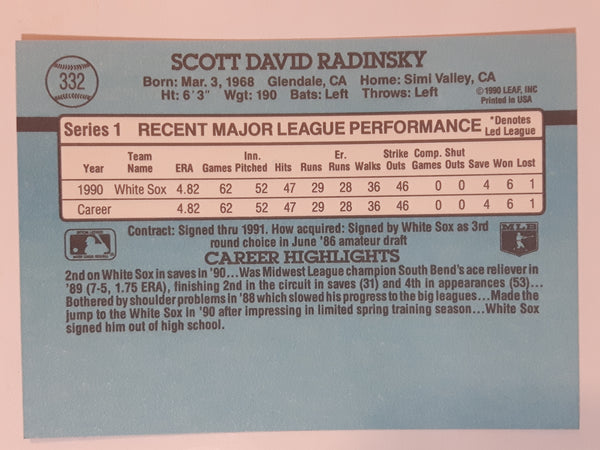 332
SCOTT DAVID RADINSKY
Born: Mar. 3, 1968 Glendale, CA Home: Simi Valley, CA
Ht: 6' 3" Wgt: 190 Bats: Left Throws: Left
©1990 LEAF, INC
Printed in USA
Series 1 RECENT MAJOR LEAGUE PERFORMANCE *Denotes Led League
Year Team Name ERA Games Inn. Pitched Hits Runs Er. Runs Walks Strike Outs Comp. Games Shut Outs Save Won Lost
1990 White Sox 4.82 62 52 47 29 28 36 46 0 0 4 6 1
Career 4.82 62 52 47 29 28 36 46 0 0 4 6 1
Contract: Signed thru 1991. How acquired: Signed by White Sox as 3rd
round choice in June '86 amateur draft
MLB
CAREER HIGHLIGHTS
2nd on White Sox in saves in '90...Was Midwest League champion South Bend's ace reliever in
'89 (7-5, 1.75 ERA), finishing 2nd in the circuit in saves (31) and 4th in appearances (53)...
Bothered by shoulder problems in '88 which slowed his progress to the big leagues...Made the
jump to the White Sox in '90 after impressing in limited spring training season...White Sox
signed him out of high school.